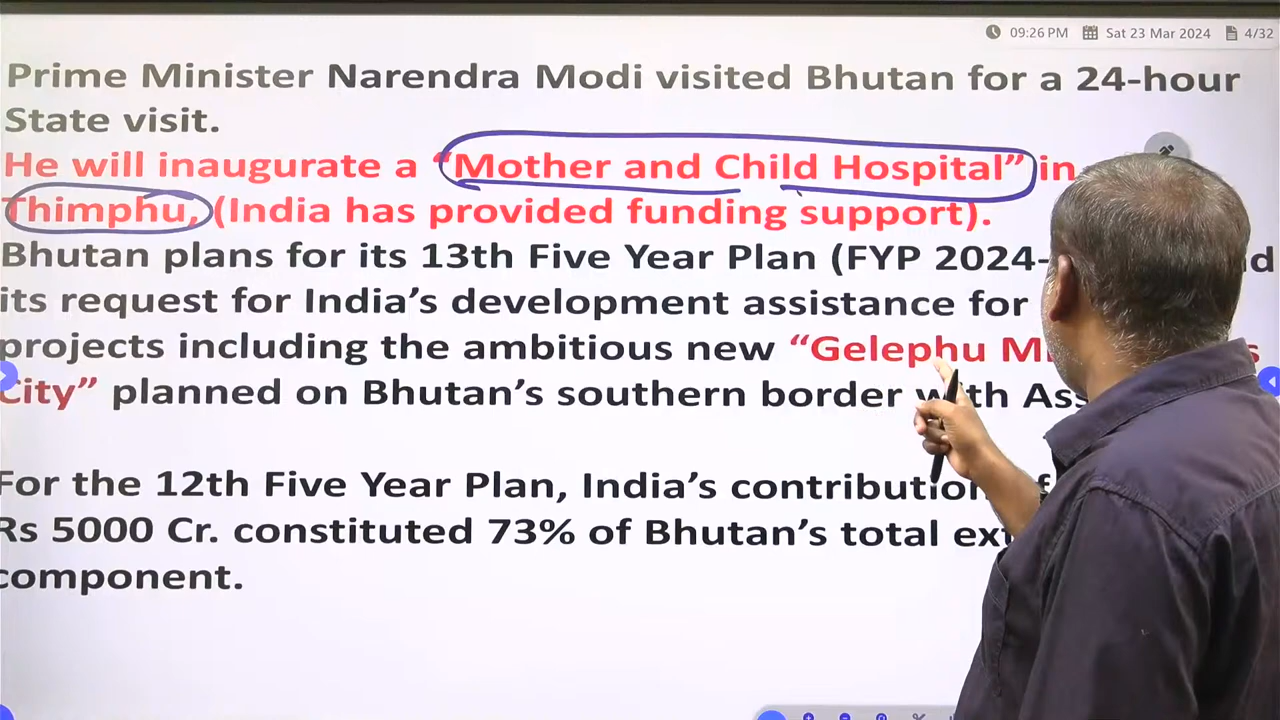 09:26 PM Sat 23 Mar 2024 4/32
Prime Minister Narendra Modi visited Bhutan for a 24-hour
State visit.
He will inaugurate a “Mother and Child Hospital” in
Thimphu, (India has provided funding support).
Bhutan plans for its 13th Five Year Plan (FYP 2024-
its request for India’s development assistance for
projects including the ambitious new “Gelephu
City” planned on Bhutan’s southern border with
For the 12th Five Year Plan, India’s contribution
Rs 5000 Cr. constituted 73% of Bhutan’s total
component.